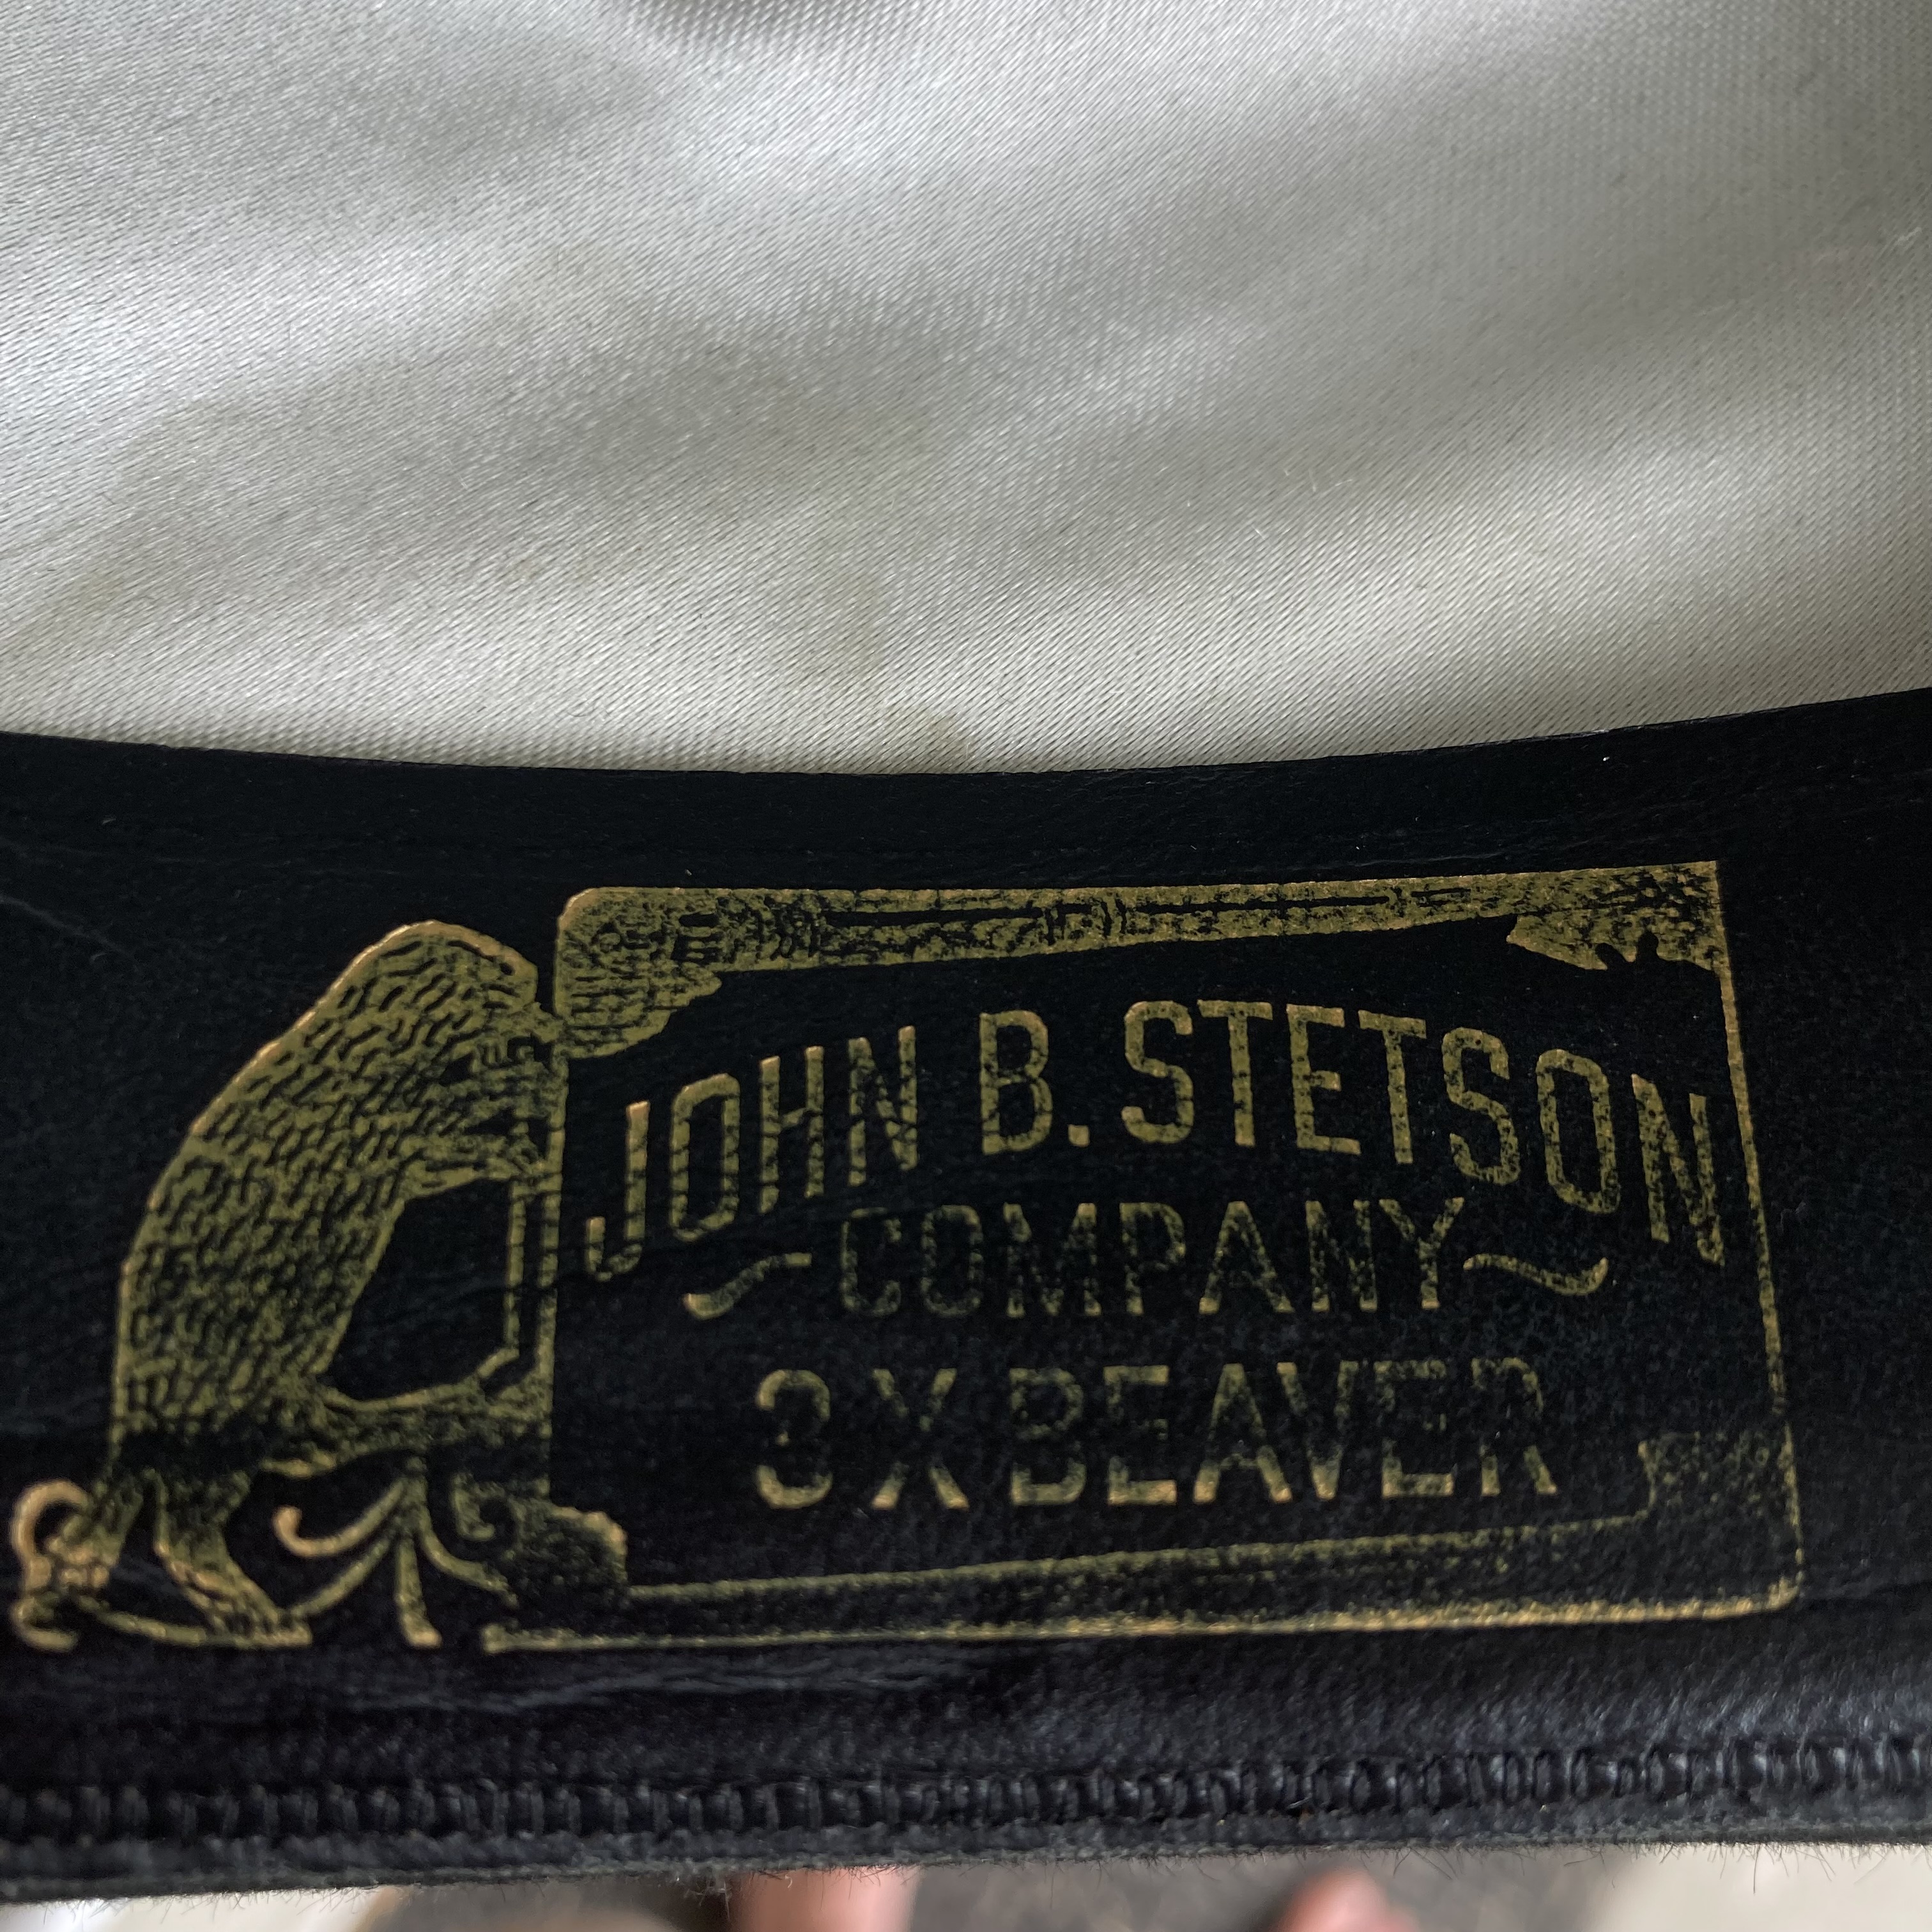 JOHN B. STETSON
COMPANY
3X BEAVER